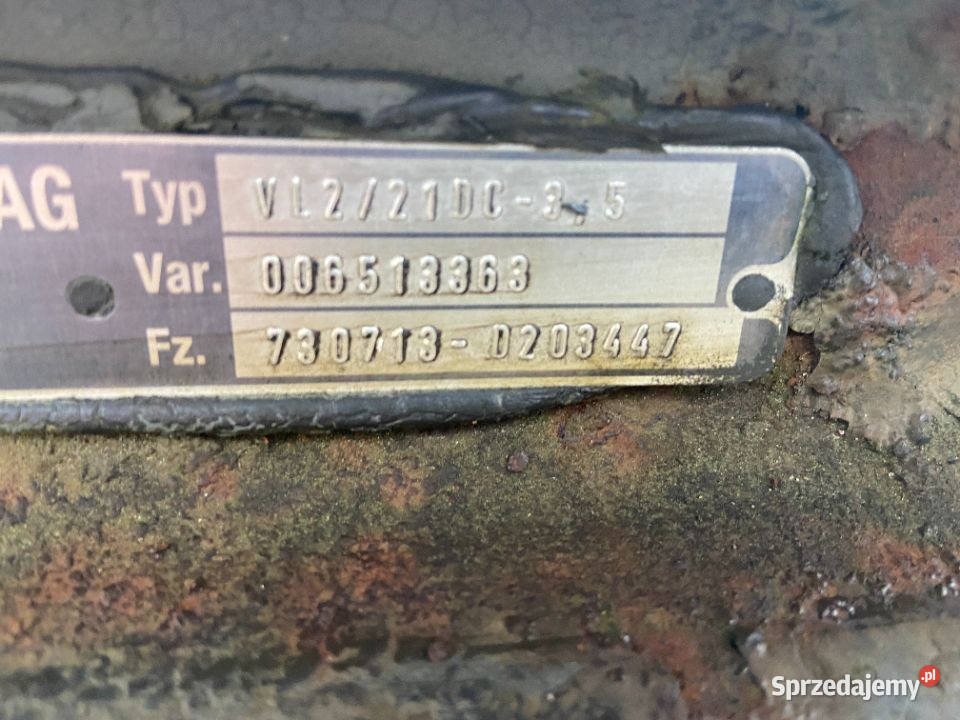 AG Typ VL2/21DC-3,5
Var. 006513363
Fz. 730713-D203447
Sprzedajemy.pl